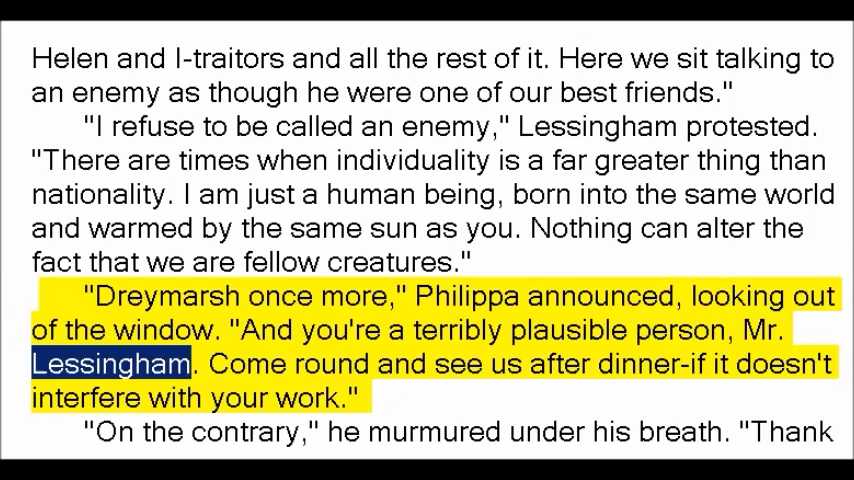 Helen and I-traitors and all the rest of it. Here we sit talking to
an enemy as though he were one of our best friends."
"I refuse to be called an enemy," Lessingham protested.
"There are times when individuality is a far greater thing than
nationality. I am just a human being, born into the same world
and warmed by the same sun as you. Nothing can alter the
fact that we are fellow creatures."
"Dreymarsh once more," Philippa announced, looking out
of the window. "And you're a terribly plausible person, Mr.
Lessingham. Come round and see us after dinner-if it doesn't
interfere with your work."
"On the contrary," he murmured under his breath. "Thank